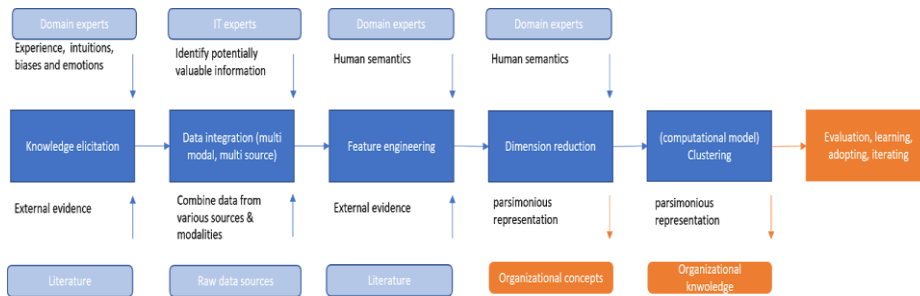 Domain experts
IT experts
Domain experts
Domain experts
Experience, intuitions,
biases and emotions
Identify potentially
valuable information
Human semantics
Human semantics
Knowledge elicitation
Data integration (multi
modal, multi source)
Feature engineering
Dimension reduction
(computational model)
Clustering
Evaluation, learning,
adopting, iterating
External evidence
Combine data from
various sources &
modalities
External evidence
parsimonious
representation
parsimonious
representation
Literature
Raw data sources
Literature
Organizational concepts
Organizational
knwoledge